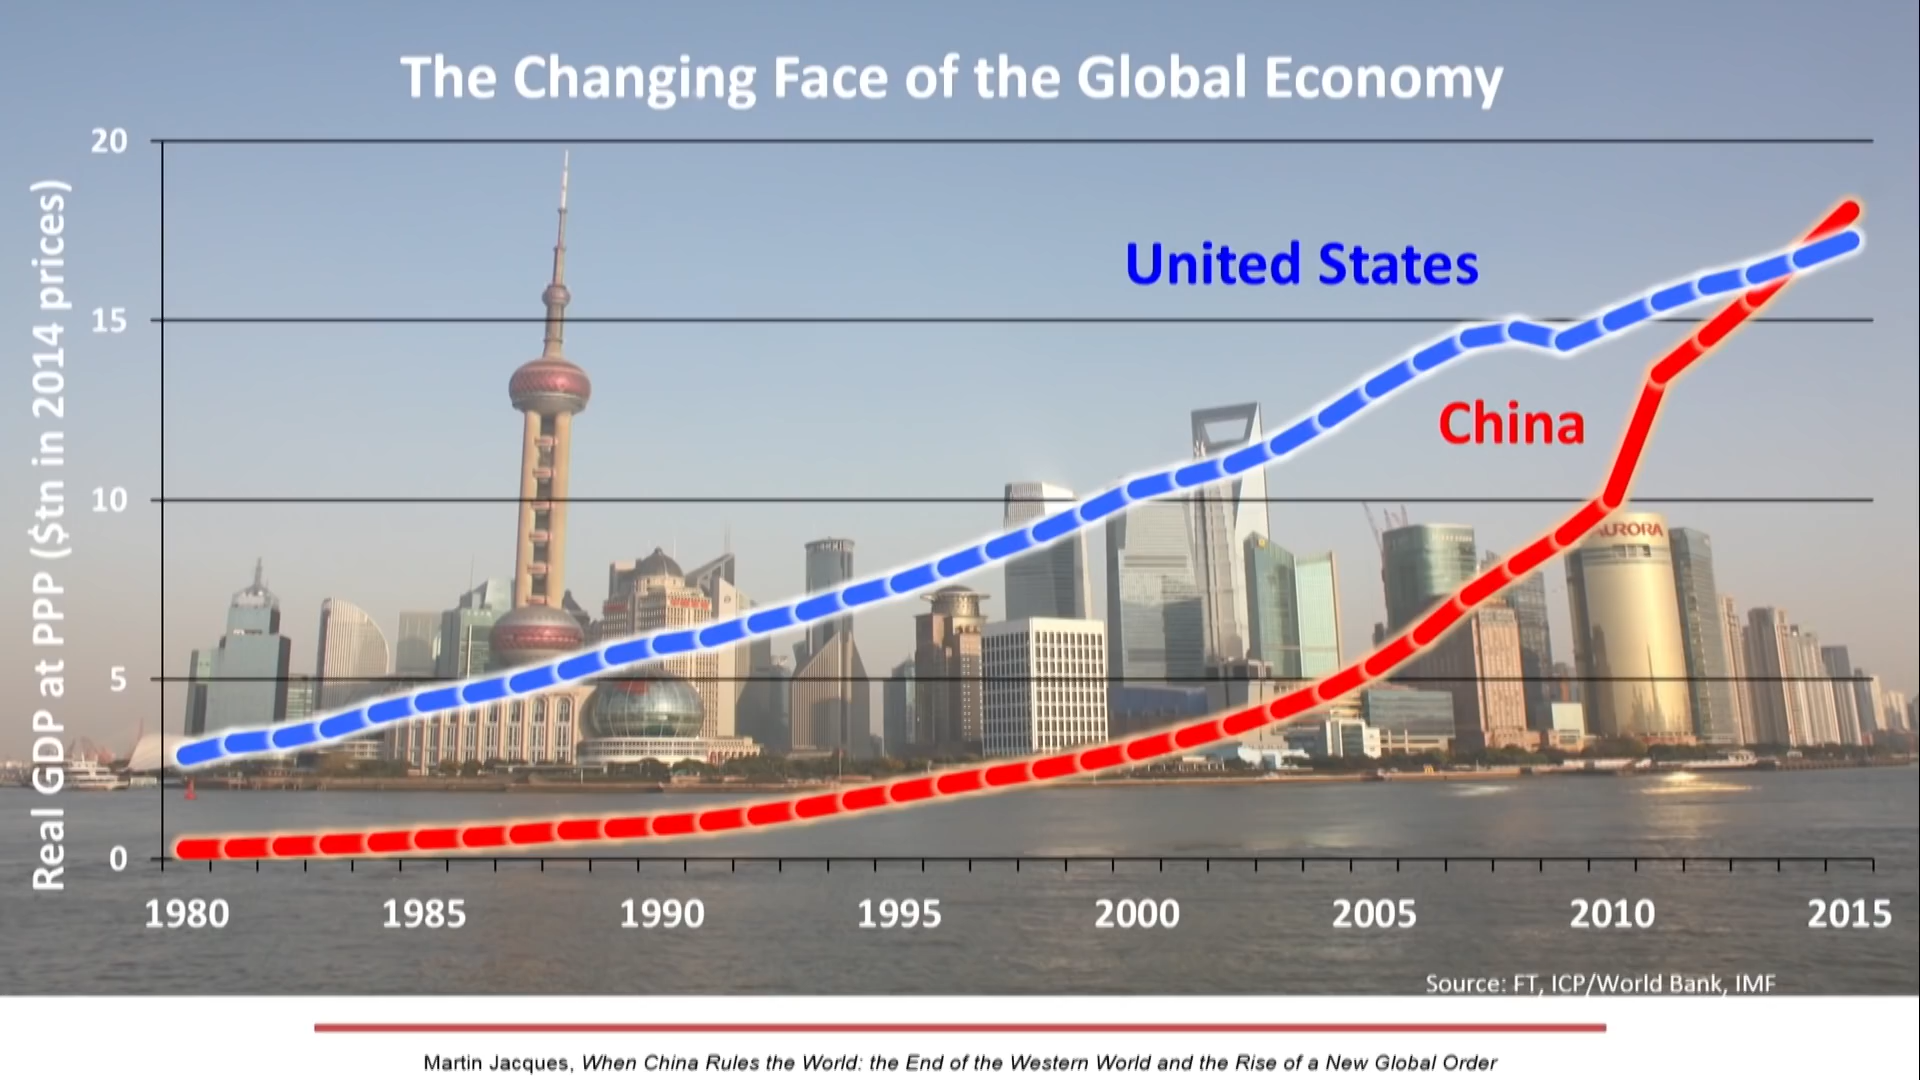 The Changing Face of the Global Economy
Real GDP at PPP ($tn in 2014 prices)
20
15
10
5
0
United States
China
AURORA
1980 1985 1990 1995 2000 2005 2010 2015
Source: FT, ICP/World Bank, IMF
Martin Jacques, When China Rules the World: the End of the Western World and the Rise of a New Global Order